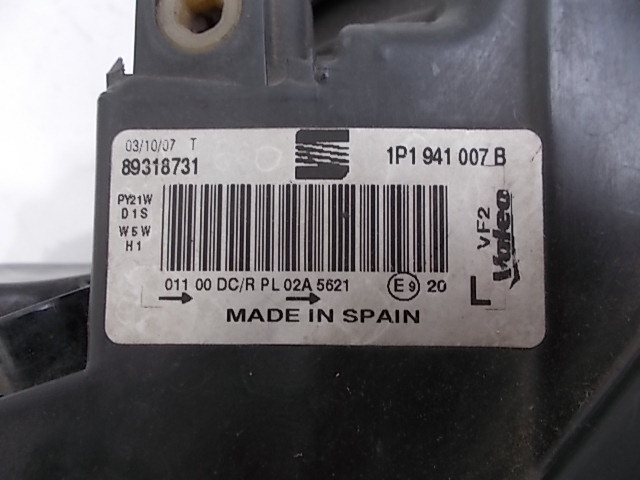 03/10/07 T
89318731
1P1 941 007 B
PY21W
D1S
W5W
H1
011 00 DC/R PL 02A 5621
E9 20
MADE IN SPAIN
L
VF2
Valeo